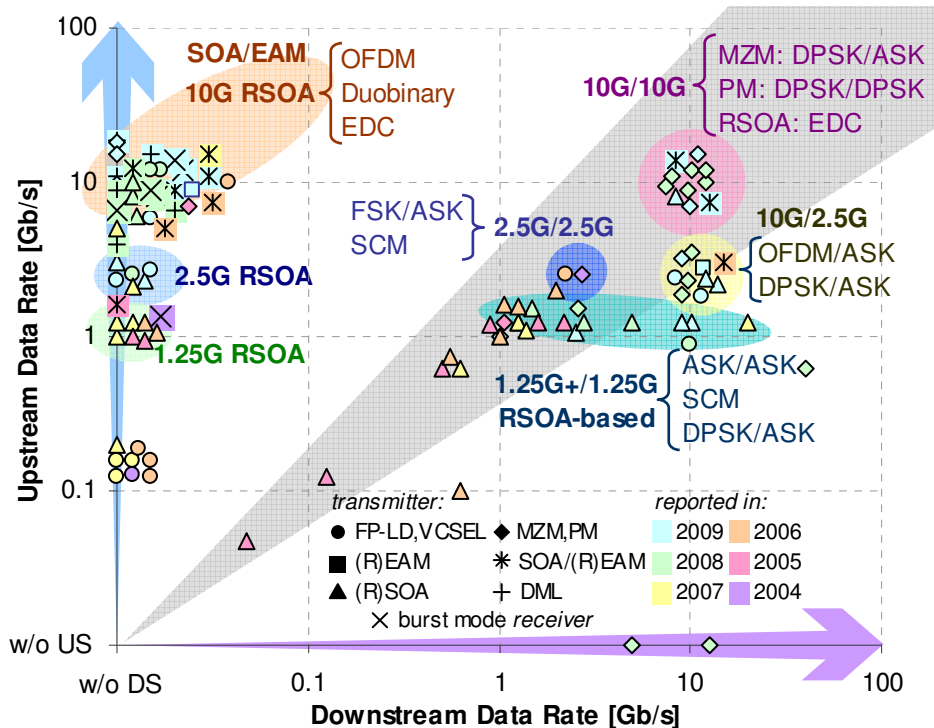 100
SOA/EAM
10G RSOA
OFDM
Duobinary
EDC
10G/10G
MZM: DPSK/ASK
PM: DPSK/DPSK
RSOA: EDC
10
FSK/ASK
SCM
2.5G/2.5G
10G/2.5G
OFDM/ASK
DPSK/ASK
2.5G RSOA
1
1.25G RSOA
1.25G+/1.25G
RSOA-based
ASK/ASK
SCM
DPSK/ASK
Upstream Data Rate [Gb/s]
0.1
transmitter:
FP-LD,VCSEL
MZM,PM
(R)EAM
SOA/(R)EAM
(R)SOA
DML
burst mode receiver
reported in:
2009
2006
2008
2005
2007
2004
w/o US
w/o DS
0.1
1
10
100
Downstream Data Rate [Gb/s]